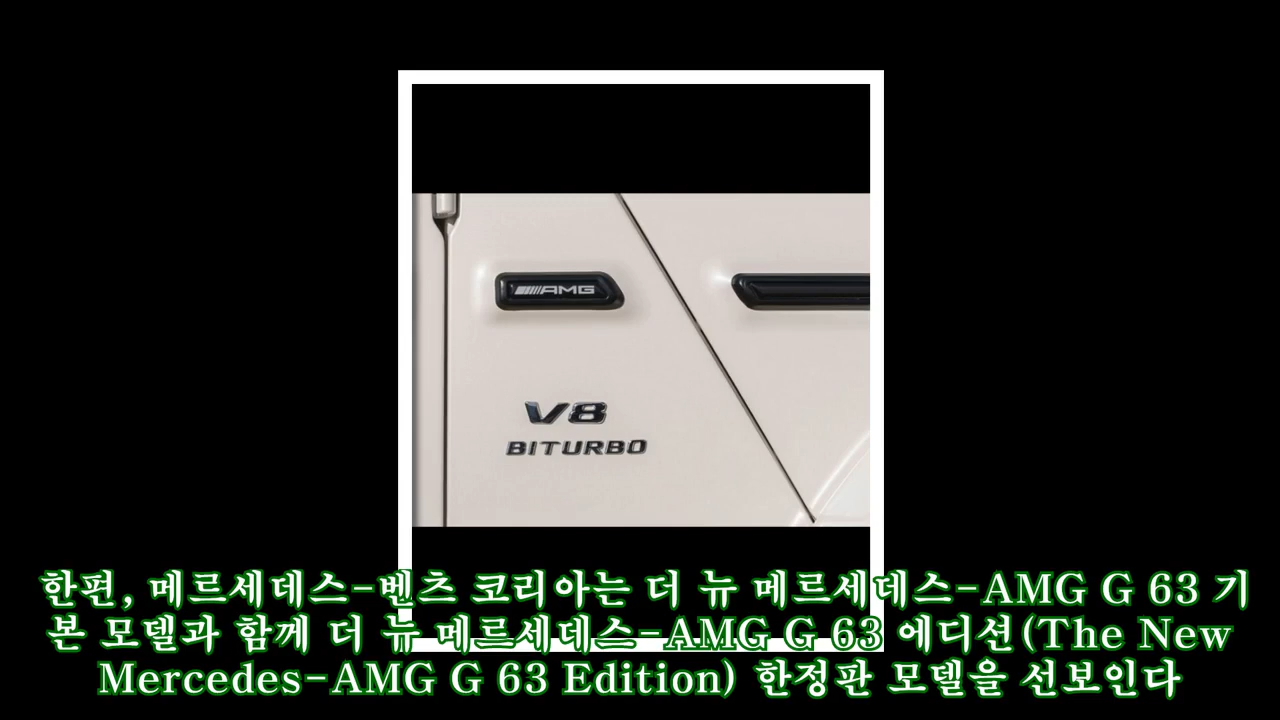 AMG
V8
BITURBO
한편, 메르세데스-벤츠 코리아는 더 뉴 메르세데스-AMG G 63 기
본 모델과 함께 더 뉴 메르세데스-AMG G 63 에디션(The New
Mercedes-AMG G 63 Edition) 한정판 모델을 선보인다